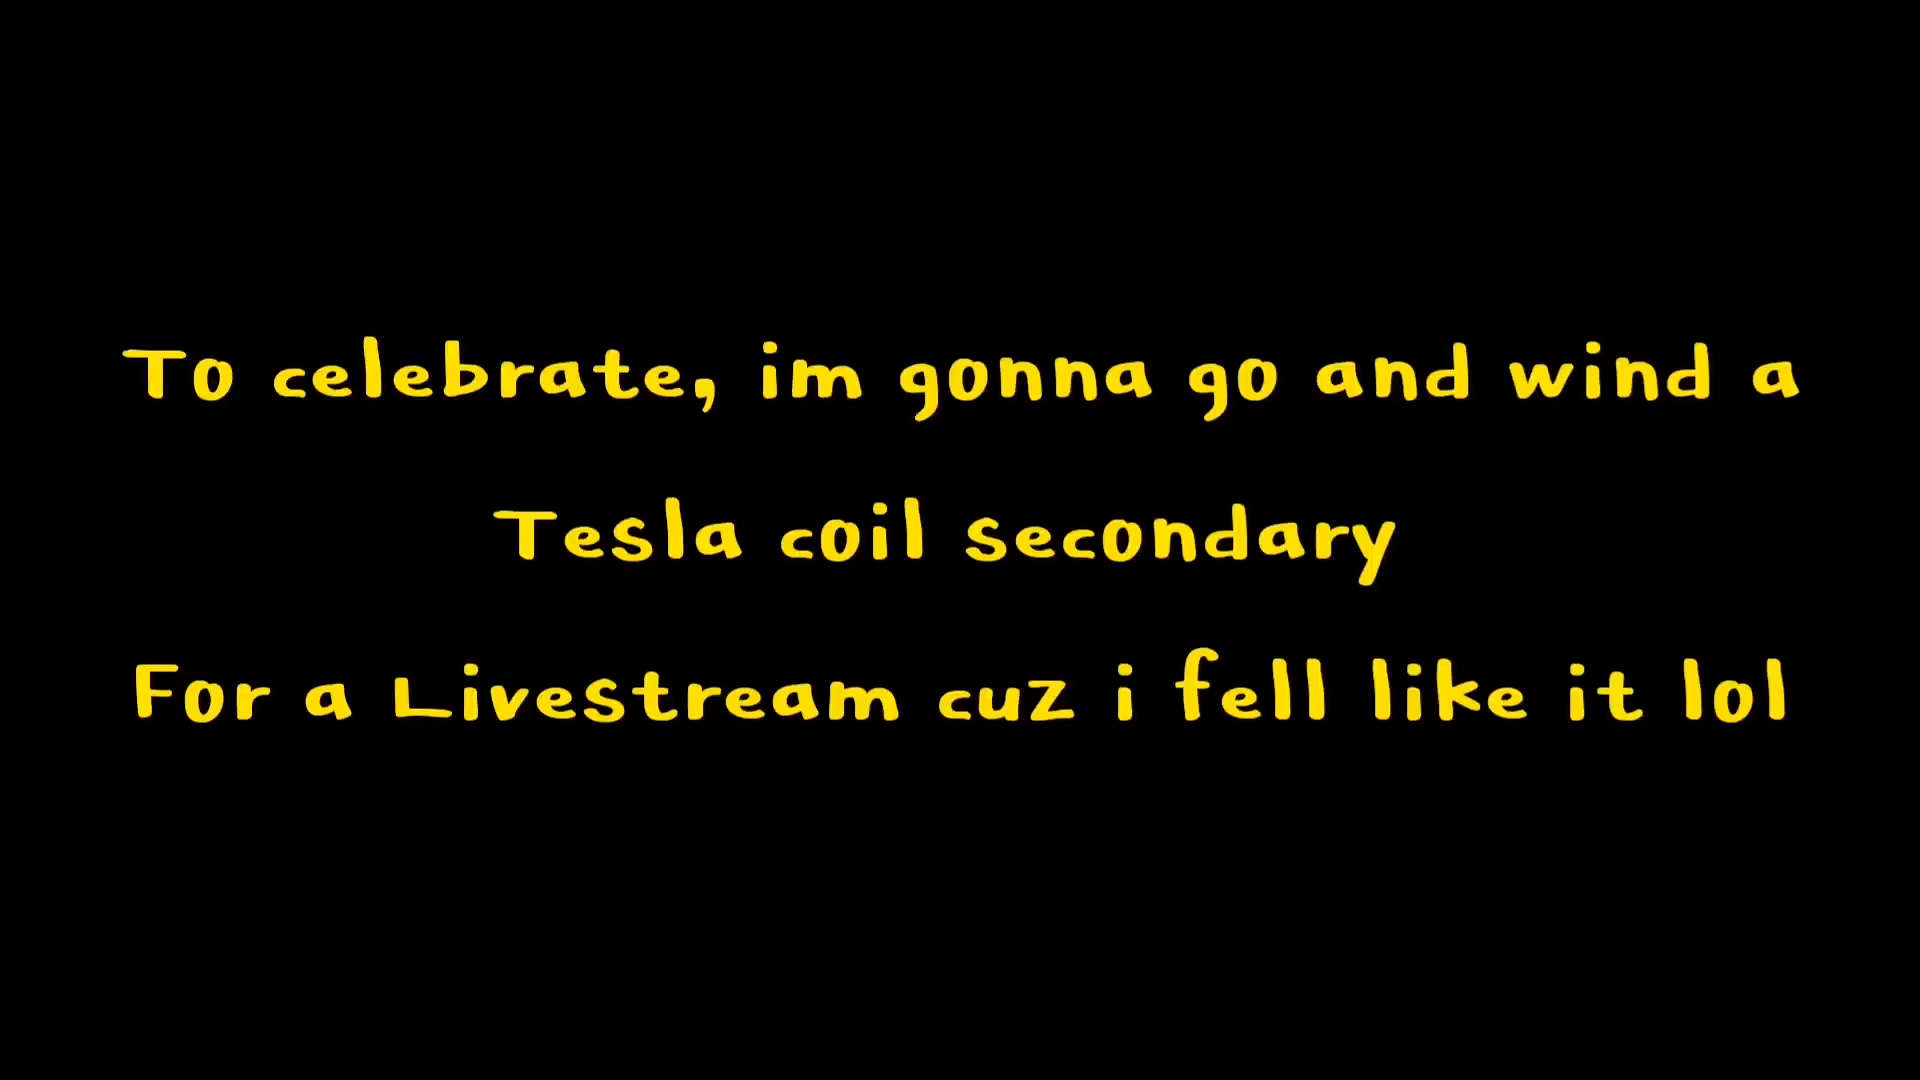 To celebrate, im gonna go and wind a
Tesla coil secondary
For a Livestream cuz i fell like it lol